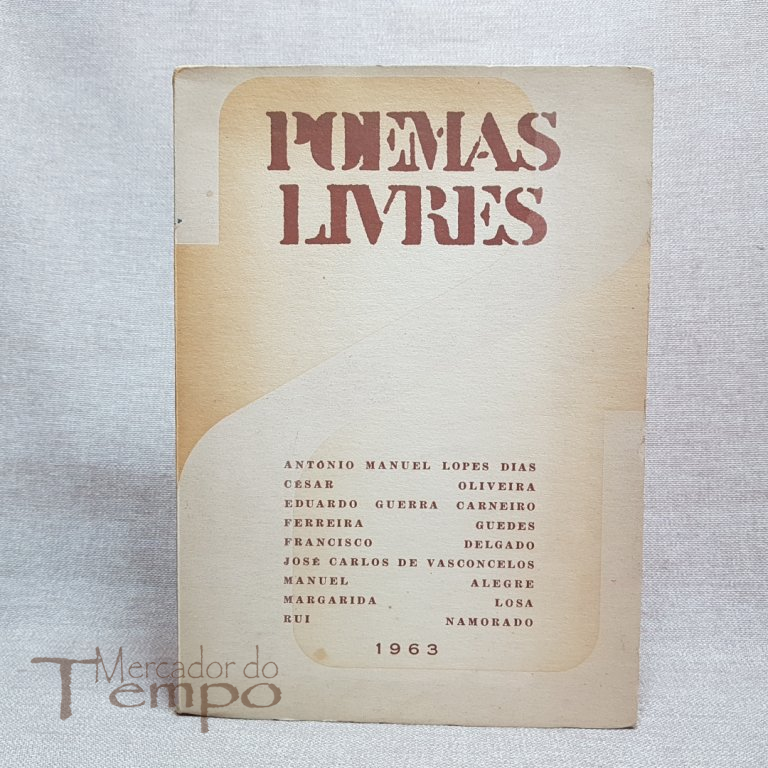 POEMAS
LIVRES
ANTÓNIO MANUEL LOPES DIAS
CÉSAR OLIVEIRA
EDUARDO GUERRA CARNEIRO
FERREIRA GUEDES
FRANCISCO DELGADO
JOSÉ CARLOS DE VASCONCELOS
MANUEL ALEGRE
MARGARIDA LOSA
RUI NAMORADO
1963
Mercador do
Tempo